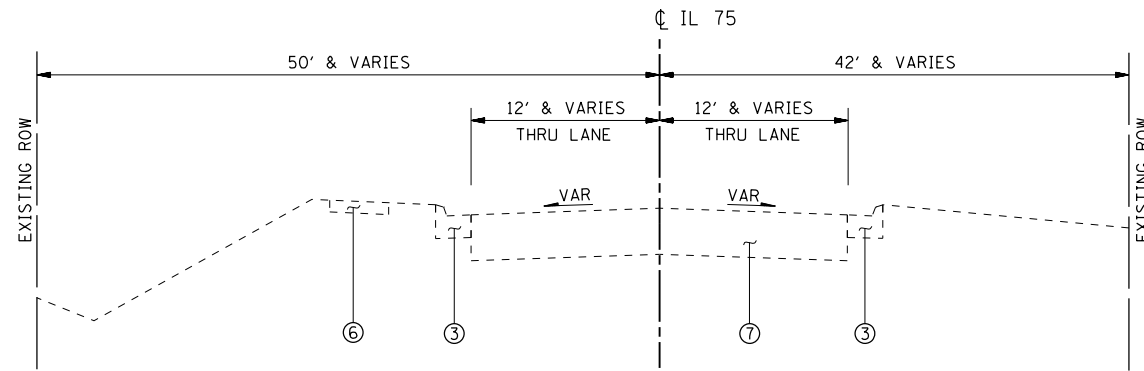 ℄ IL 75
50' & VARIES
42' & VARIES
12' & VARIES
THRU LANE
12' & VARIES
THRU LANE
EXISTING ROW
EXISTING ROW
VAR
VAR
6
3
7
3